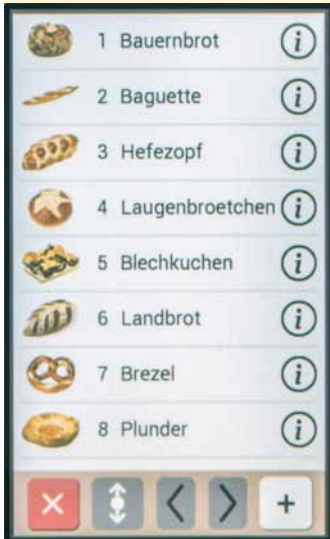 1 Bauernbrot i
2 Baguette i
3 Hefezopf i
4 Laugenbroetchen i
5 Blechkuchen i
6 Landbrot i
7 Brezel i
8 Plunder i